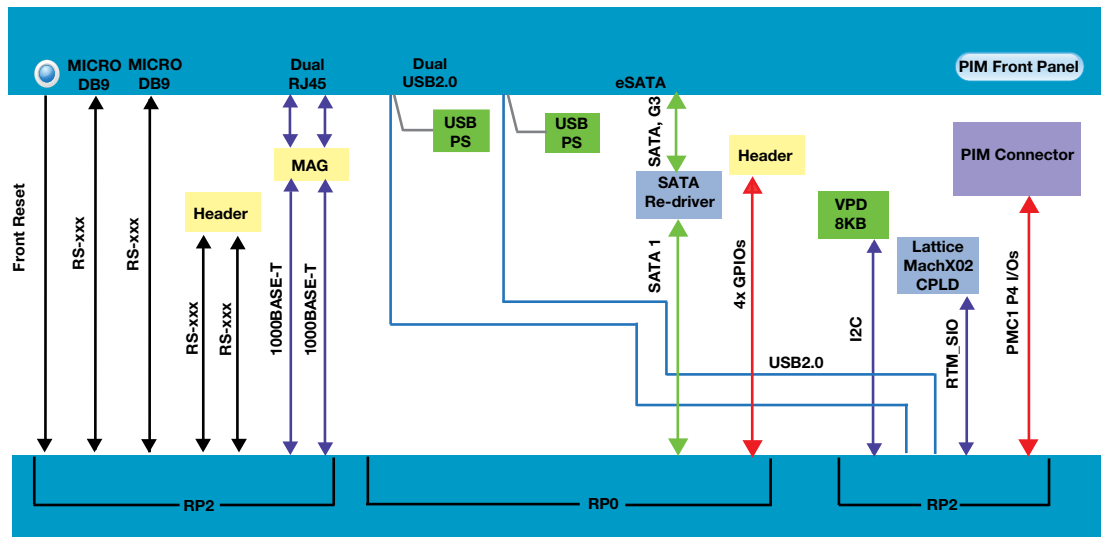 MICRO
DB9
MICRO
DB9
Dual
RJ45
Dual
USB2.0
eSATA
PIM Front Panel
USB
PS
USB
PS
SATA, G3
MAG
Header
PIM Connector
SATA
Re-driver
Header
VPD
8KB
Lattice
MachX02
CPLD
Front Reset
RS-xxx
RS-xxx
RS-xxx
RS-xxx
1000BASE-T
1000BASE-T
SATA 1
4x GPIOs
USB2.0
I2C
RTM_SIO
PMC1 P4 I/Os
RP2
RP0
RP2